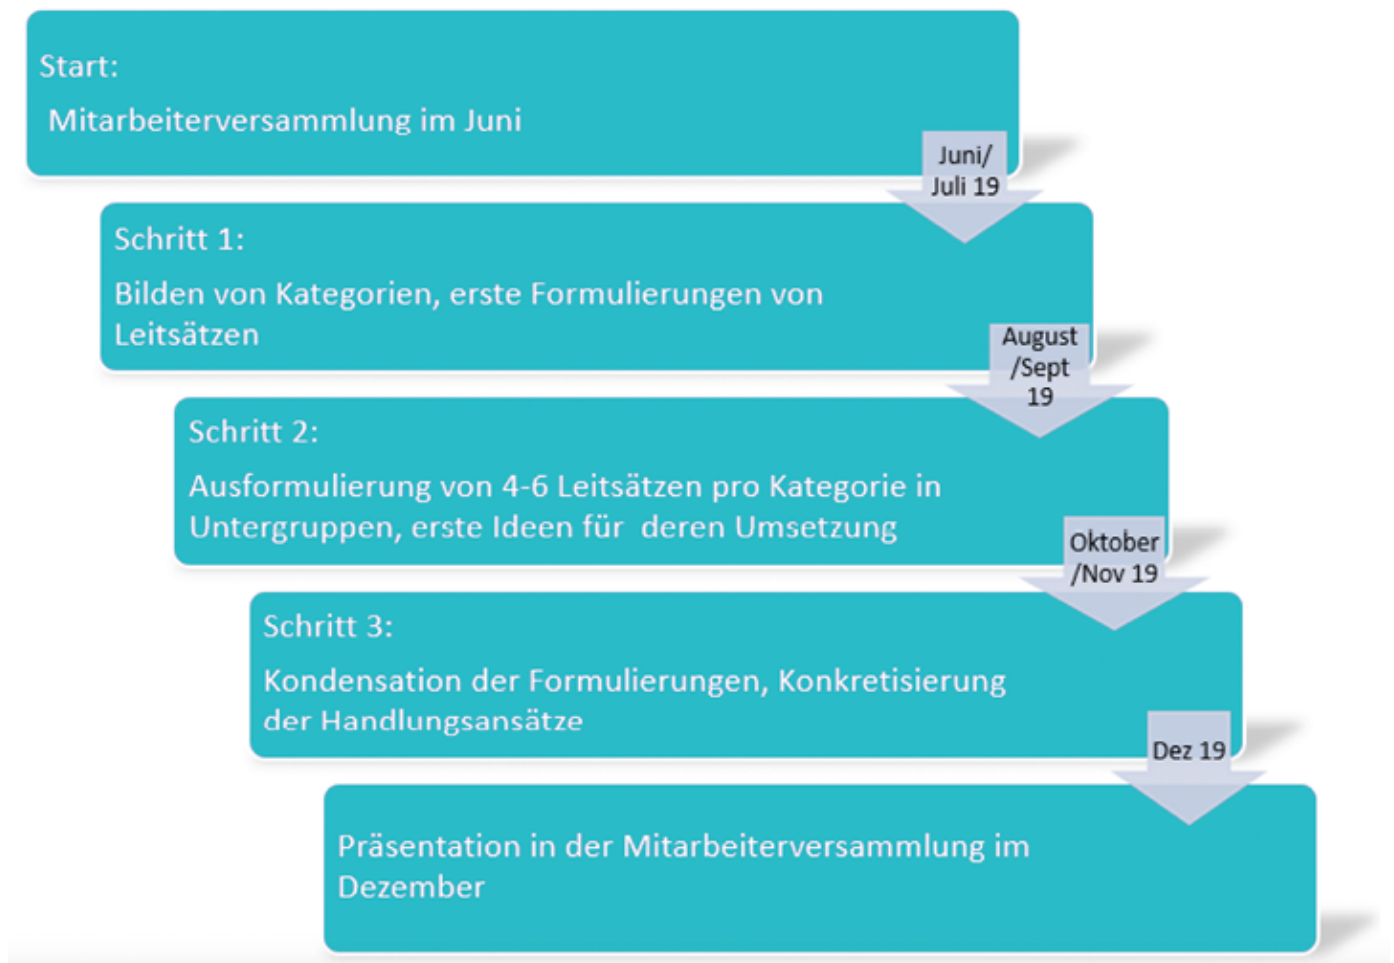 Start:
Mitarbeiterversammlung im Juni
Juni/
Juli 19
Schritt 1:
Bilden von Kategorien, erste Formulierungen von
Leitsätzen
August
/Sept
19
Schritt 2:
Ausformulierung von 4-6 Leitsätzen pro Kategorie in
Untergruppen, erste Ideen für  deren Umsetzung
Oktober
/Nov 19
Schritt 3:
Kondensation der Formulierungen, Konkretisierung
der Handlungsansätze
Dez 19
Präsentation in der Mitarbeiterversammlung im
Dezember